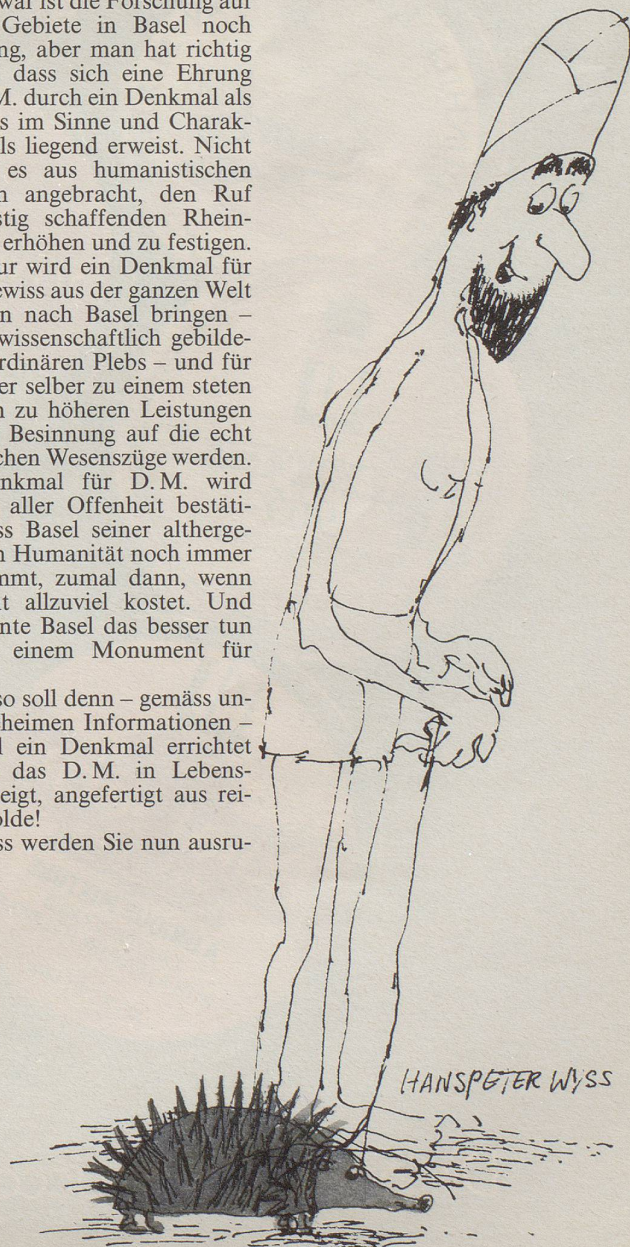 war ist die Forschung auf
Gebiete in Basel noch
ng, aber man hat richtig
dass sich eine Ehrung
M. durch ein Denkmal als
s im Sinne und Charak-
ls liegend erweist. Nicht
es aus humanistischen
n angebracht, den Ruf
stig schaffenden Rhein-
erhöhen und zu festigen.
ur wird ein Denkmal für
ewiss aus der ganzen Welt
n nach Basel bringen –
wissenschaftlich gebilde-
rdinären Plebs – und für
er selber zu einem steten
n zu höheren Leistungen
Besinnung auf die echt
chen Wesenszüge werden.
nkmal für D. M. wird
aller Offenheit bestäti-
ss Basel seiner altherge-
n Humanität noch immer
mmt, zumal dann, wenn
t allzuviel kostet. Und
nte Basel das besser tun
einem Monument für
so soll denn – gemäss un-
heimen Informationen –
l ein Denkmal errichtet
das D. M. in Lebens-
eigt, angefertigt aus rei-
olde!
ss werden Sie nun ausru-
HANSPETER WYSS